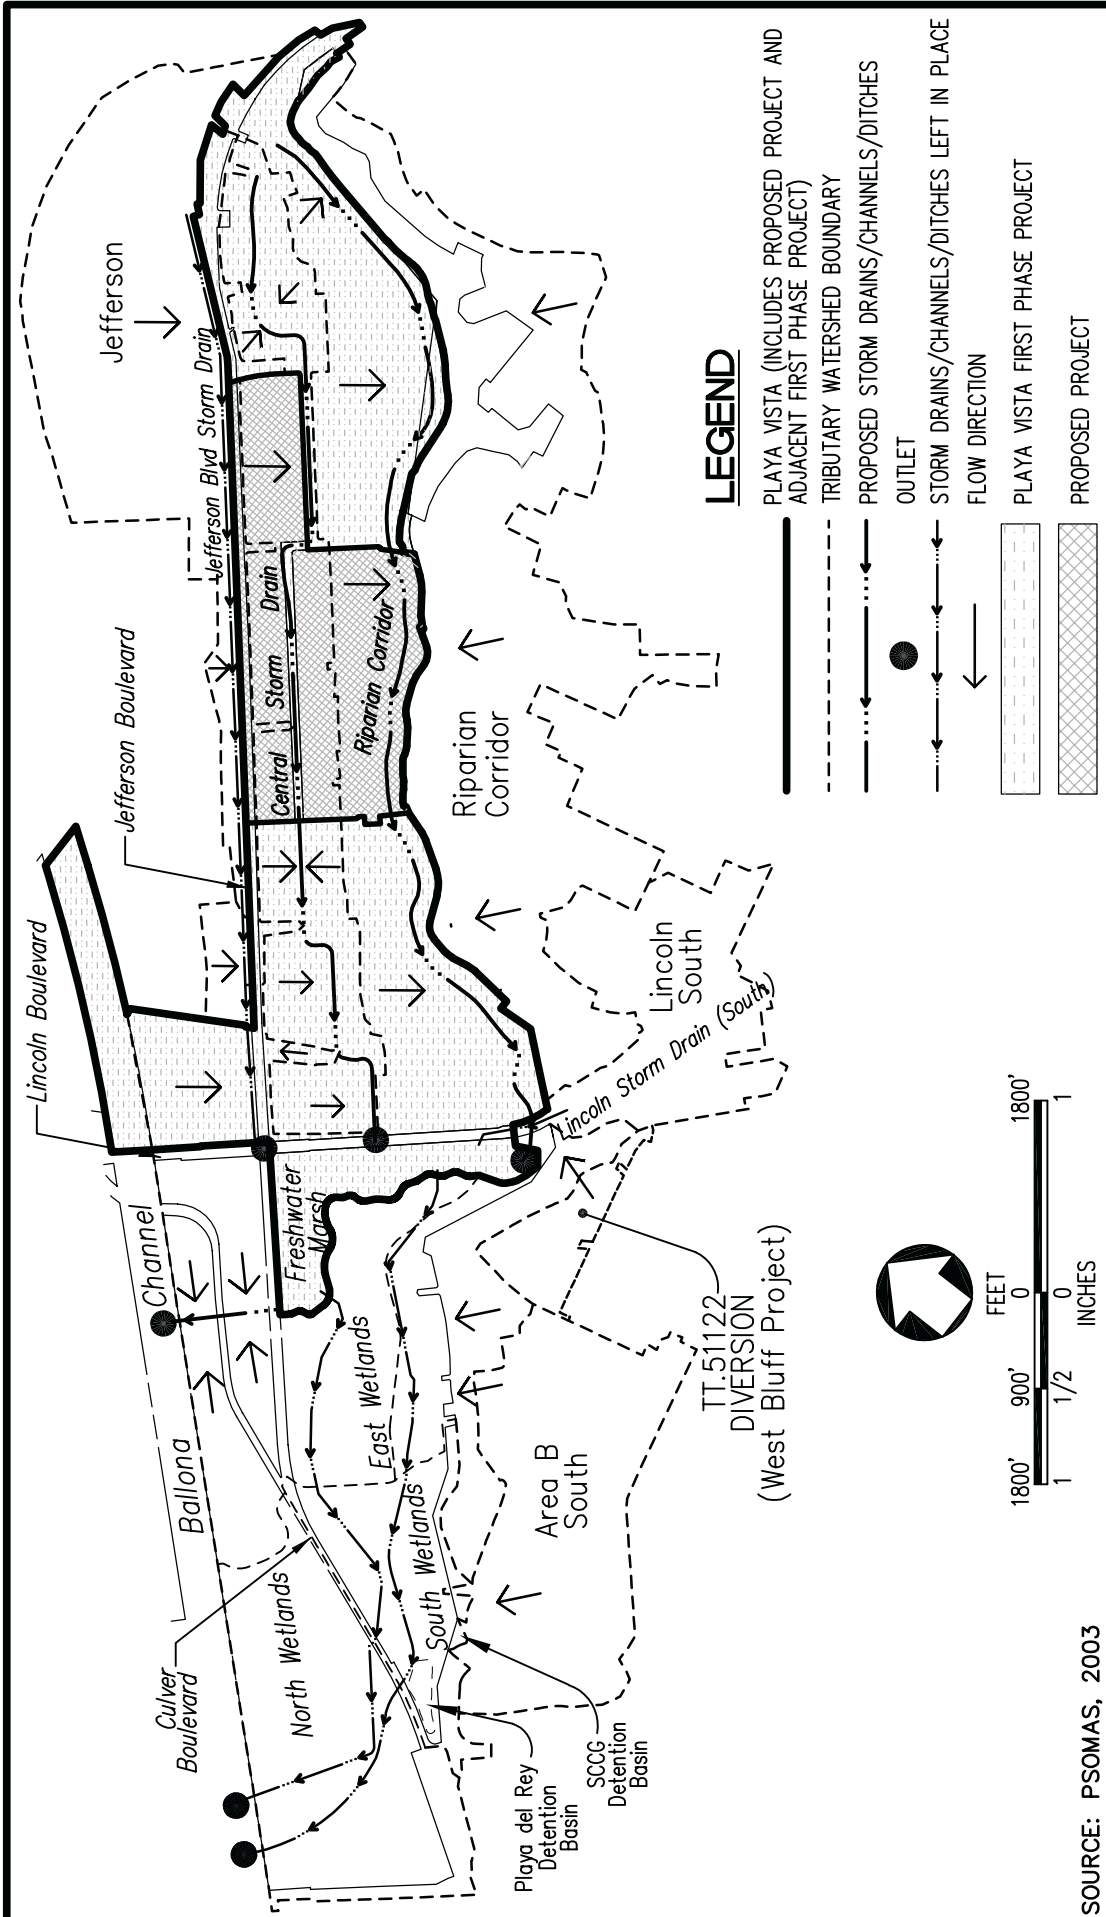 Lincoln Boulevard
Jefferson Boulevard
Jefferson
Jefferson Blvd Storm Drain
Central Storm Drain
Riparian Corridor
Riparian
Corridor
Lincoln
South
Lincoln Storm Drain (South)
Freshwater
Marsh
Ballona Channel
East Wetlands
South Wetlands
North Wetlands
Culver
Boulevard
Area B
South
TT.51122
DIVERSION
(West Bluff Project)
Playa del Rey
Detention
Basin
SCCG
Detention
Basin
LEGEND
PLAYA VISTA (INCLUDES PROPOSED PROJECT AND
ADJACENT FIRST PHASE PROJECT)
TRIBUTARY WATERSHED BOUNDARY
PROPOSED STORM DRAINS/CHANNELS/DITCHES
OUTLET
STORM DRAINS/CHANNELS/DITCHES LEFT IN PLACE
FLOW DIRECTION
PLAYA VISTA FIRST PHASE PROJECT
PROPOSED PROJECT
FEET
1800' 900' 0 1800'
1 1/2 0 1
INCHES
SOURCE: PSOMAS, 2003